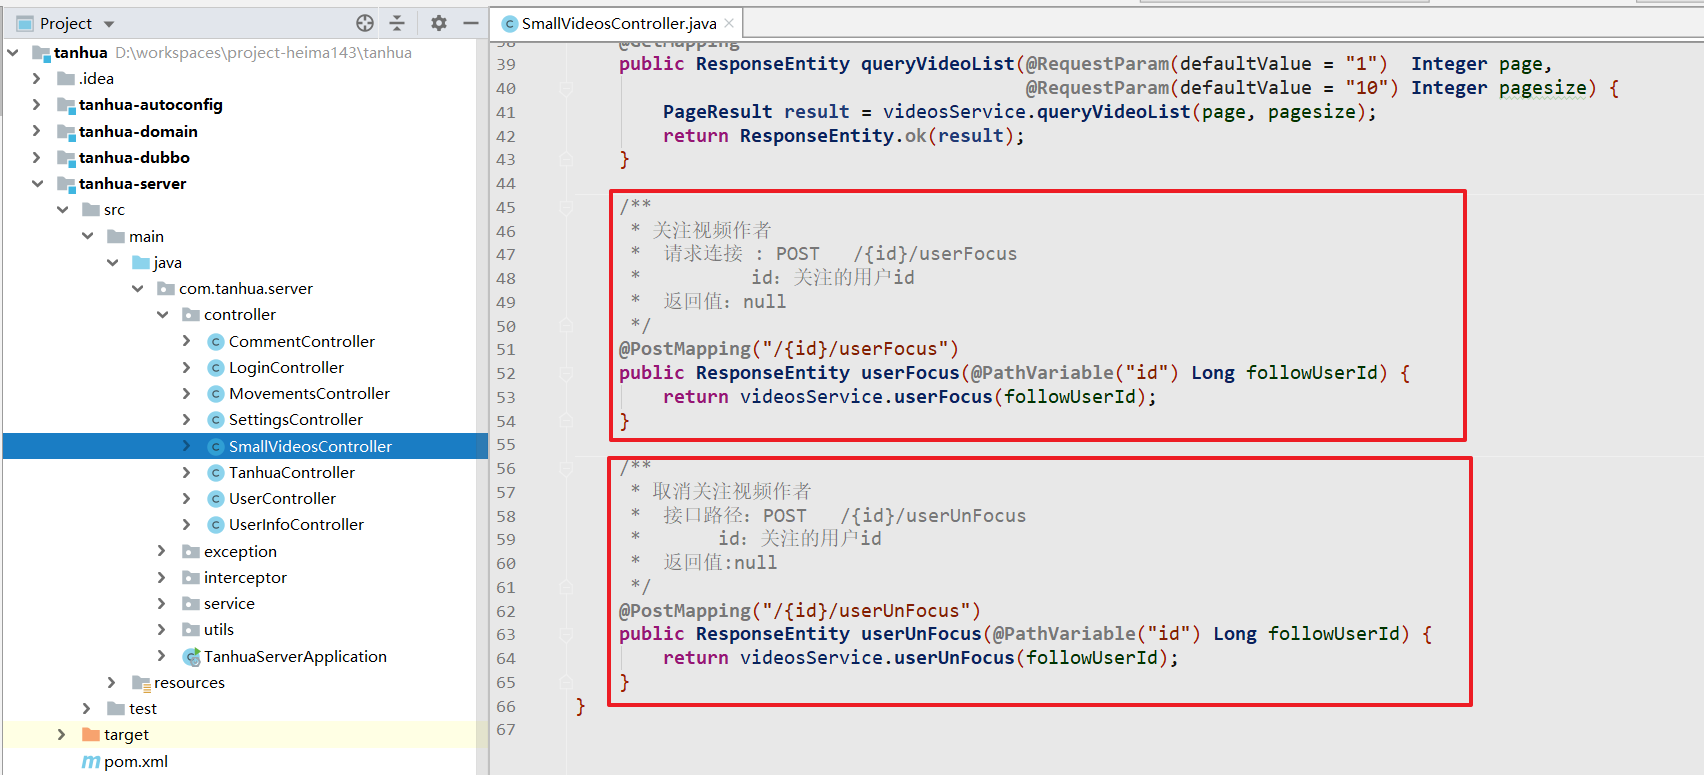 Project
tanhua D:\workspaces\project-heima143\tanhua
.idea
tanhua-autoconfig
tanhua-domain
tanhua-dubbo
tanhua-server
src
main
java
com.tanhua.server
controller
CommentController
LoginController
MovementsController
SettingsController
SmallVideosController
TanhuaController
UserController
UserInfoController
exception
interceptor
service
utils
TanhuaServerApplication
resources
test
target
pom.xml
SmallVideosController.java
38 @GetMapping
39 public ResponseEntity queryVideoList(@RequestParam(defaultValue = "1") Integer page,
40 @RequestParam(defaultValue = "10") Integer pagesize) {
41 PageResult result = videosService.queryVideoList(page, pagesize);
42 return ResponseEntity.ok(result);
43 }
44
45 /**
46 * 关注视频作者
47 * 请求连接 : POST /{id}/userFocus
48 * id: 关注的用户id
49 * 返回值: null
50 */
51 @PostMapping("/{id}/userFocus")
52 public ResponseEntity userFocus(@PathVariable("id") Long followUserId) {
53 return videosService.userFocus(followUserId);
54 }
55
56 /**
57 * 取消关注视频作者
58 * 接口路径: POST /{id}/userUnFocus
59 * id: 关注的用户id
60 * 返回值:null
61 */
62 @PostMapping("/{id}/userUnFocus")
63 public ResponseEntity userUnFocus(@PathVariable("id") Long followUserId) {
64 return videosService.userUnFocus(followUserId);
65 }
66 }
67